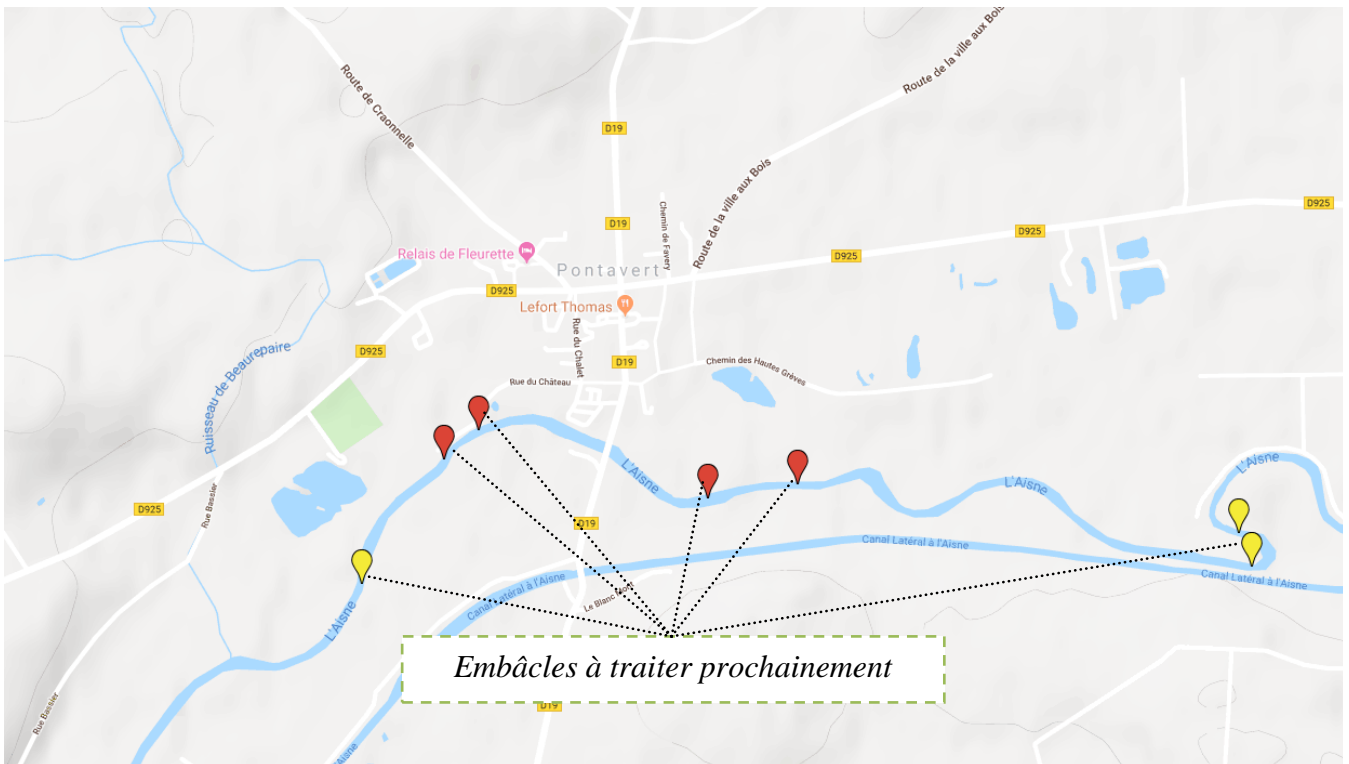 Route de la ville aux Bois
Route de Craonnelle
D19
Route de la ville aux Bois
D925
Chemin de Favery
D19
D925
Relais de Fleurette
D925
Pontavert
D925
Lefort Thomas
Rue du Chalet
Ruisseau de Beaurepaire
D925
D19
Chemin des Hautes Grèves
Rue du Château
L'Aisne
L'Aisne
L'Aisne
Rue Bassier
D925
D19
Canal Latéral à l'Aisne
Canal Latéral à l'Aisne
Canal Latéral à l'Aisne
Le Blanc
L'Aisne
Embâcles à traiter prochainement
Rue Bassier
D19